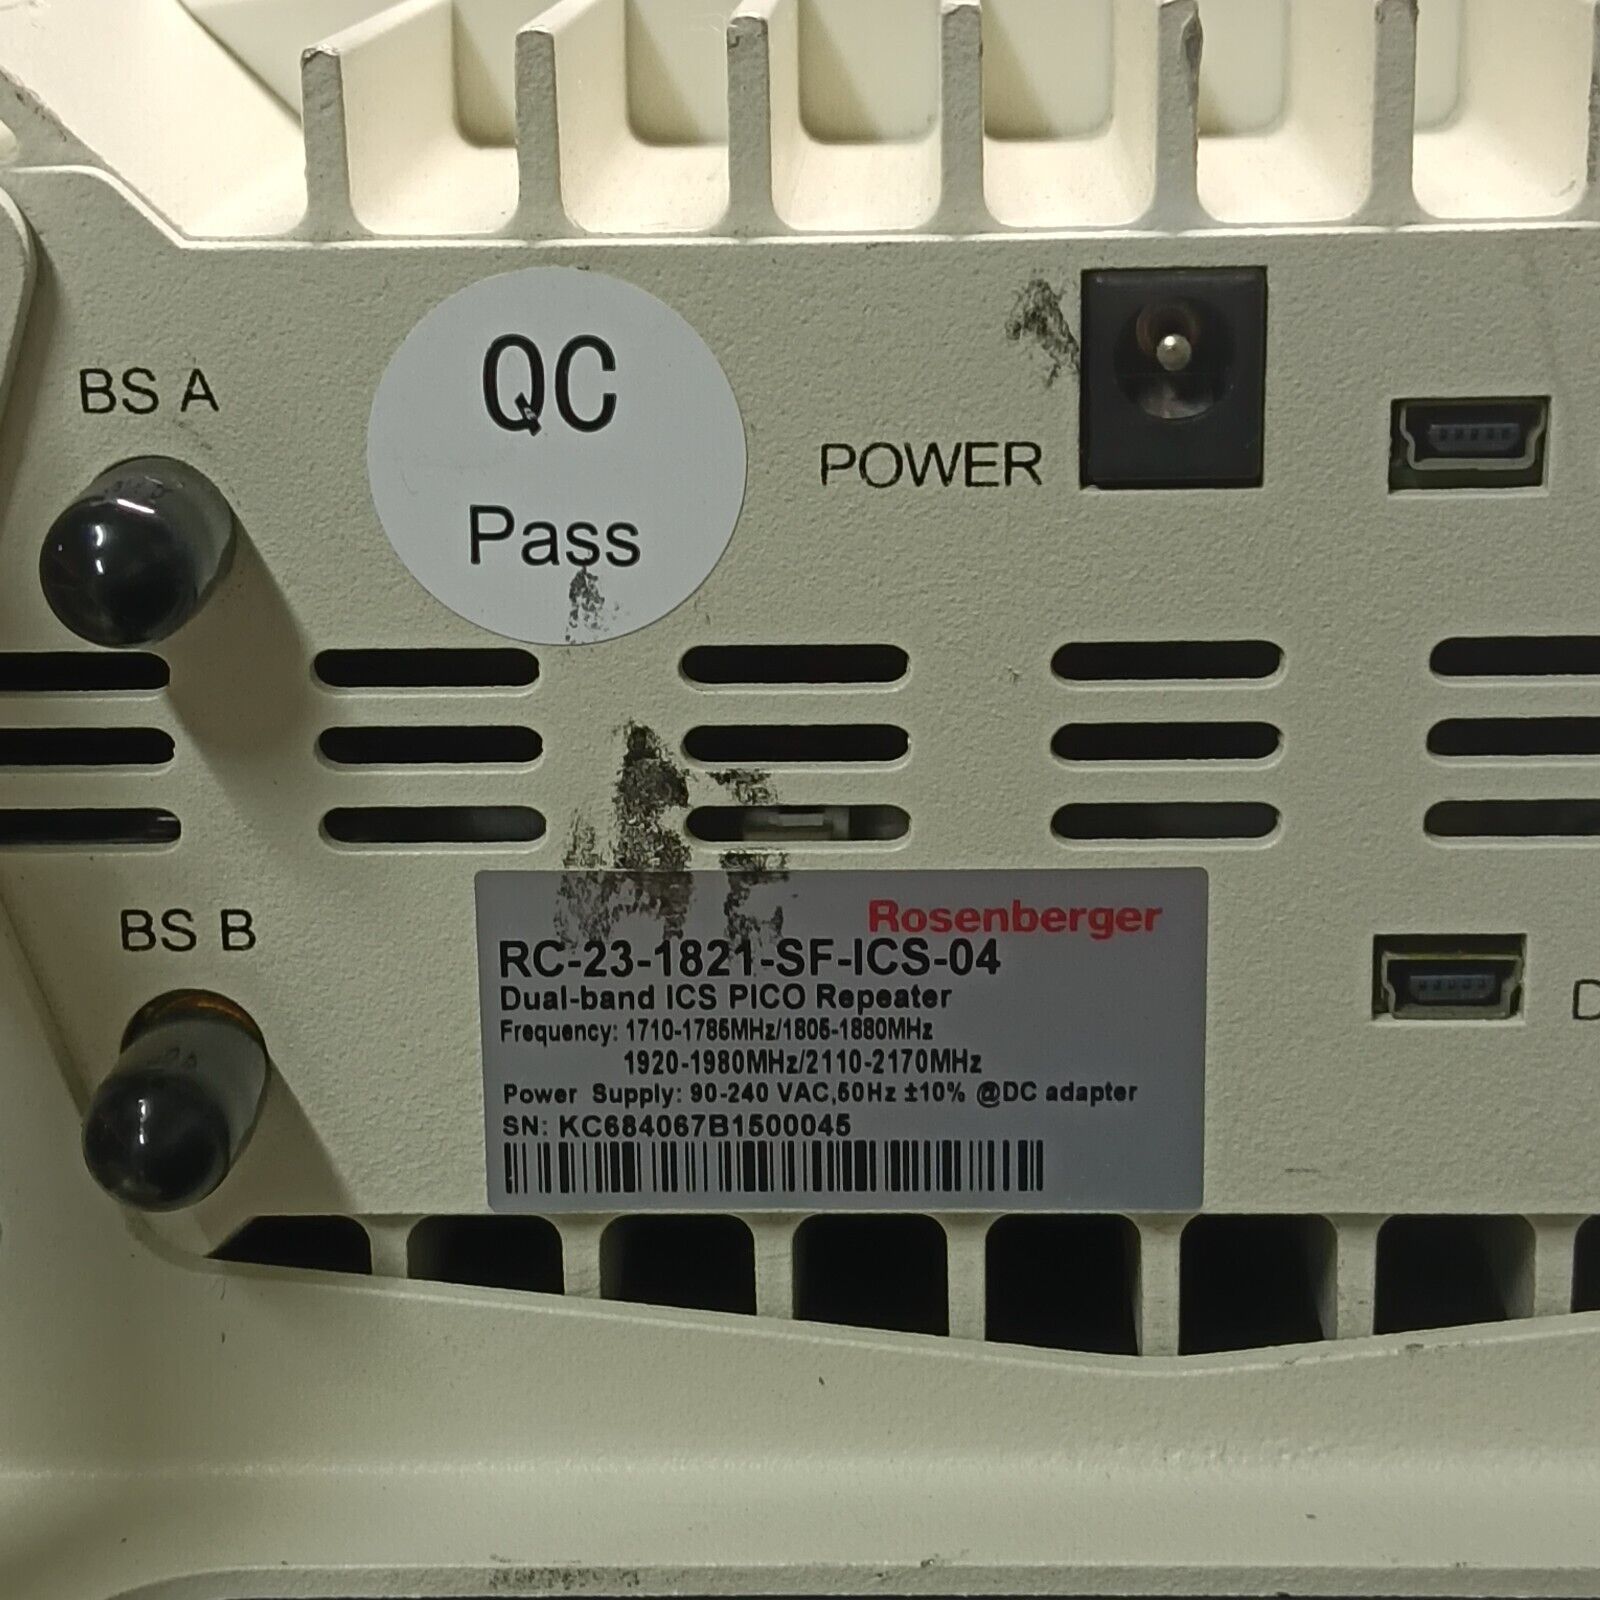 BS A
QC
Pass
POWER
BS B
Rosenberger
RC-23-1821-SF-ICS-04
Dual-band ICS PICO Repeater
Frequency: 1710-1785MHz/1805-1880MHz
1920-1980MHz/2110-2170MHz
Power Supply: 90-240 VAC,50Hz ±10% @DC adapter
SN: KC684067B1500045
D